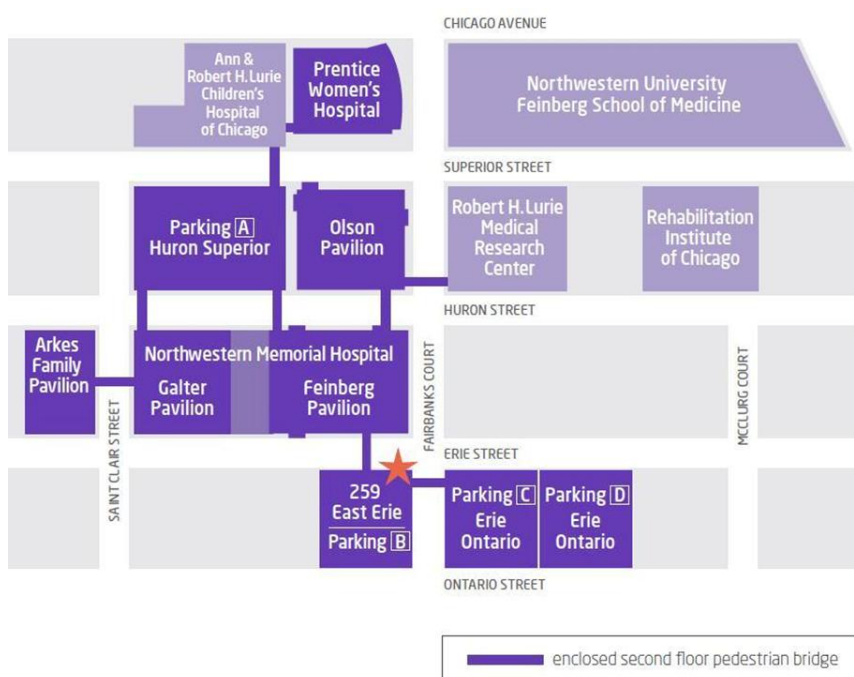 CHICAGO AVENUE
Ann &
Robert H. Lurie
Children's
Hospital
of Chicago
Prentice
Women's
Hospital
Northwestern University
Feinberg School of Medicine
SUPERIOR STREET
Parking A
Huron Superior
Olson
Pavilion
Robert H. Lurie
Medical
Research
Center
Rehabilitation
Institute
of Chicago
HURON STREET
Arkes
Family
Pavilion
Northwestern Memorial Hospital
Galter
Pavilion
Feinberg
Pavilion
SAINT CLAIR STREET
FAIRBANKS COURT
MCCLURG COURT
ERIE STREET
259
East Erie
Parking B
Parking C
Erie
Ontario
Parking D
Erie
Ontario
ONTARIO STREET
enclosed second floor pedestrian bridge